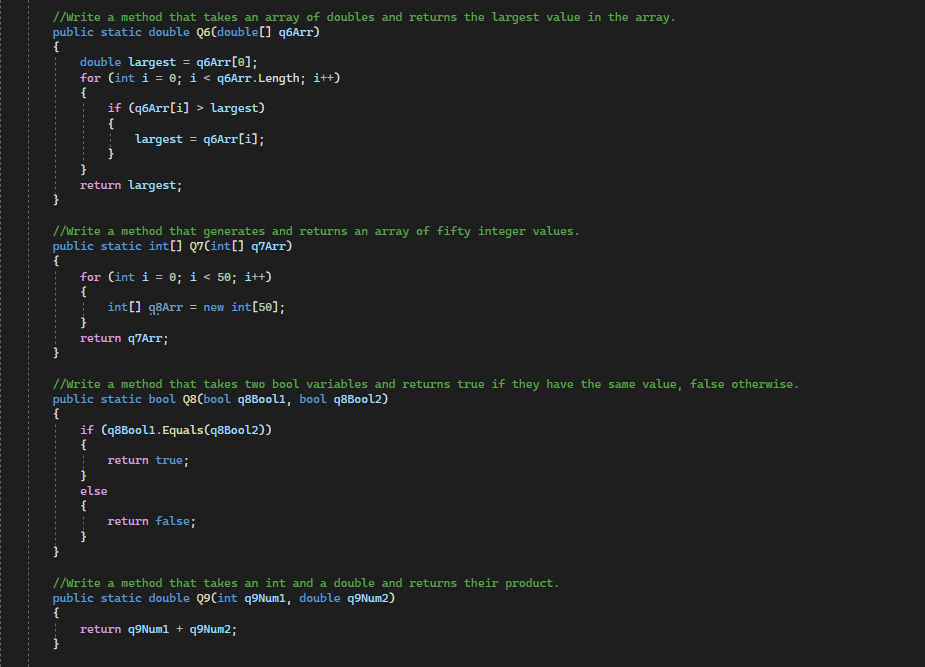 //Write a method that takes an array of doubles and returns the largest value in the array.
public static double Q6(double[] q6Arr)
{
double largest = q6Arr[0];
for (int i = 0; i < q6Arr.Length; i++)
{
if (q6Arr[i] > largest)
{
largest = q6Arr[i];
}
}
return largest;
}
//Write a method that generates and returns an array of fifty integer values.
public static int[] Q7(int[] q7Arr)
{
for (int i = 0; i < 50; i++)
{
int[] q8Arr = new int[50];
}
return q7Arr;
}
//Write a method that takes two bool variables and returns true if they have the same value, false otherwise.
public static bool Q8(bool q8Bool1, bool q8Bool2)
{
if (q8Bool1.Equals(q8Bool2))
{
return true;
}
else
{
return false;
}
}
//Write a method that takes an int and a double and returns their product.
public static double Q9(int q9Num1, double q9Num2)
{
return q9Num1 + q9Num2;
}